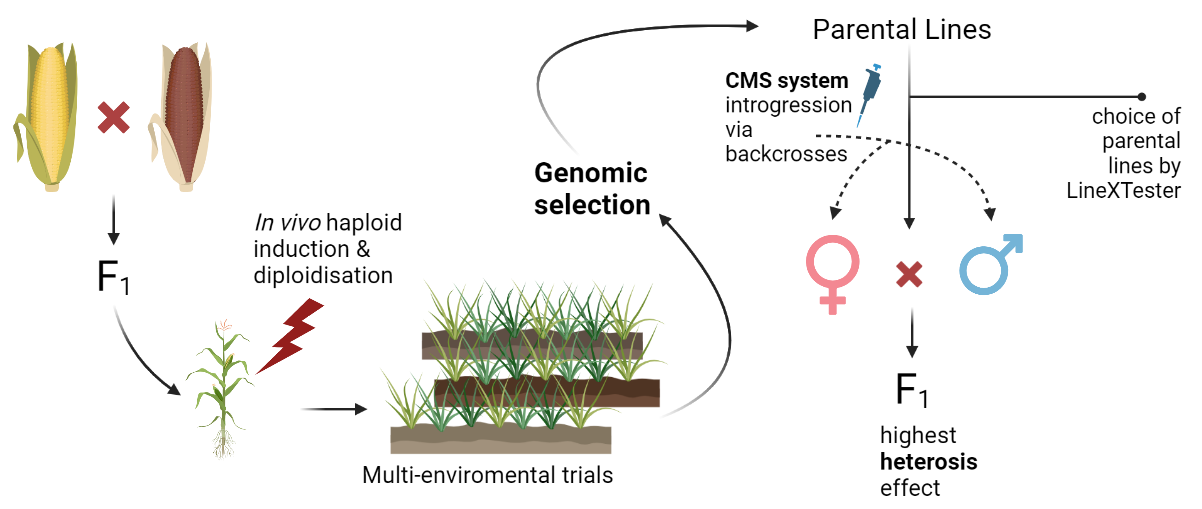 F₁
In vivo haploid
induction &
diploidisation
Multi-enviromental trials
Genomic
selection
Parental Lines
CMS system
introgression
via
backcrosses
choice of
parental
lines by
LineXTester
F₁
highest
heterosis
effect